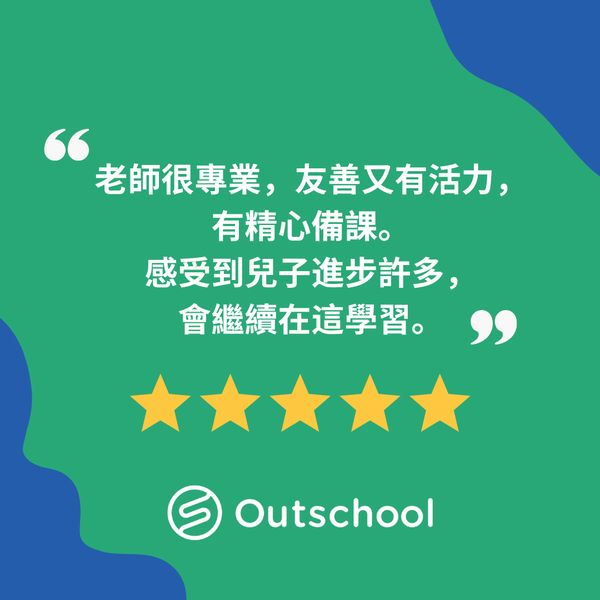 “
老師很專業，友善又有活力，
有精心備課。
感受到兒子進步許多，
會繼續在這學習。
”
Outschool